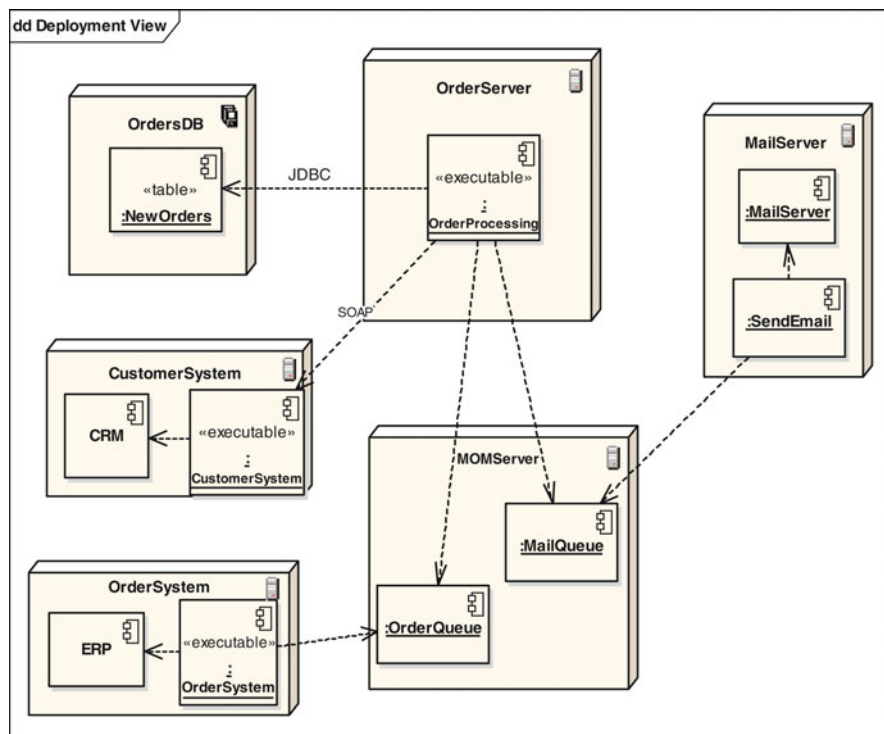 dd Deployment View
OrderServer
«executable»
:
OrderProcessing
OrdersDB
«table»
:NewOrders
JDBC
MailServer
:MailServer
:SendEmail
SOAP
CustomerSystem
CRM
«executable»
:
CustomerSystem
MOMServer
:MailQueue
:OrderQueue
OrderSystem
ERP
«executable»
:
OrderSystem